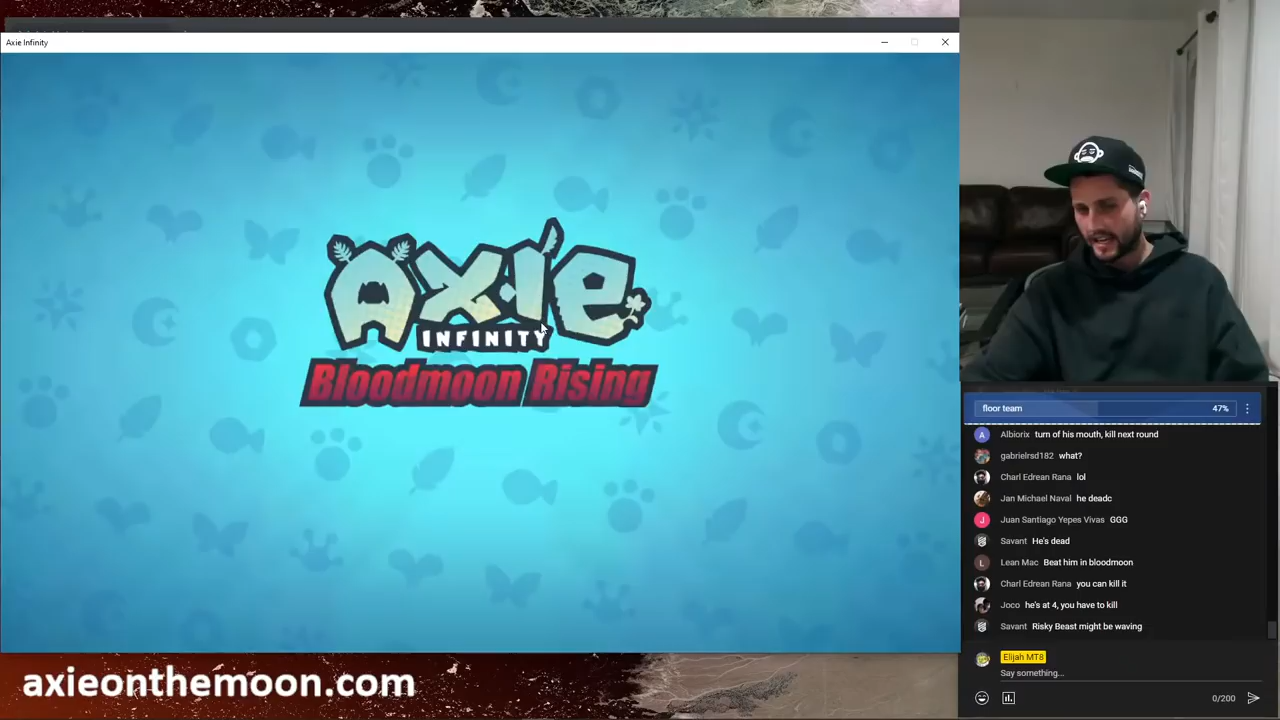 Axie Infinity
Axie
INFINITY
Bloodmoon Rising
floor team 47%
A Albiorix turn of his mouth, kill next round
gabrielrsd182 what?
Charl Edrean Rana lol
Jan Michael Naval he deadc
J Juan Santiago Yepes Vivas GGG
Savant He's dead
Lean Mac Beat him in bloodmoon
Charl Edrean Rana you can kill it
Joco he's at 4, you have to kill
Savant Risky Beast might be waving
Elijah MT8
Say something...
0/200
axieonthemoon.com